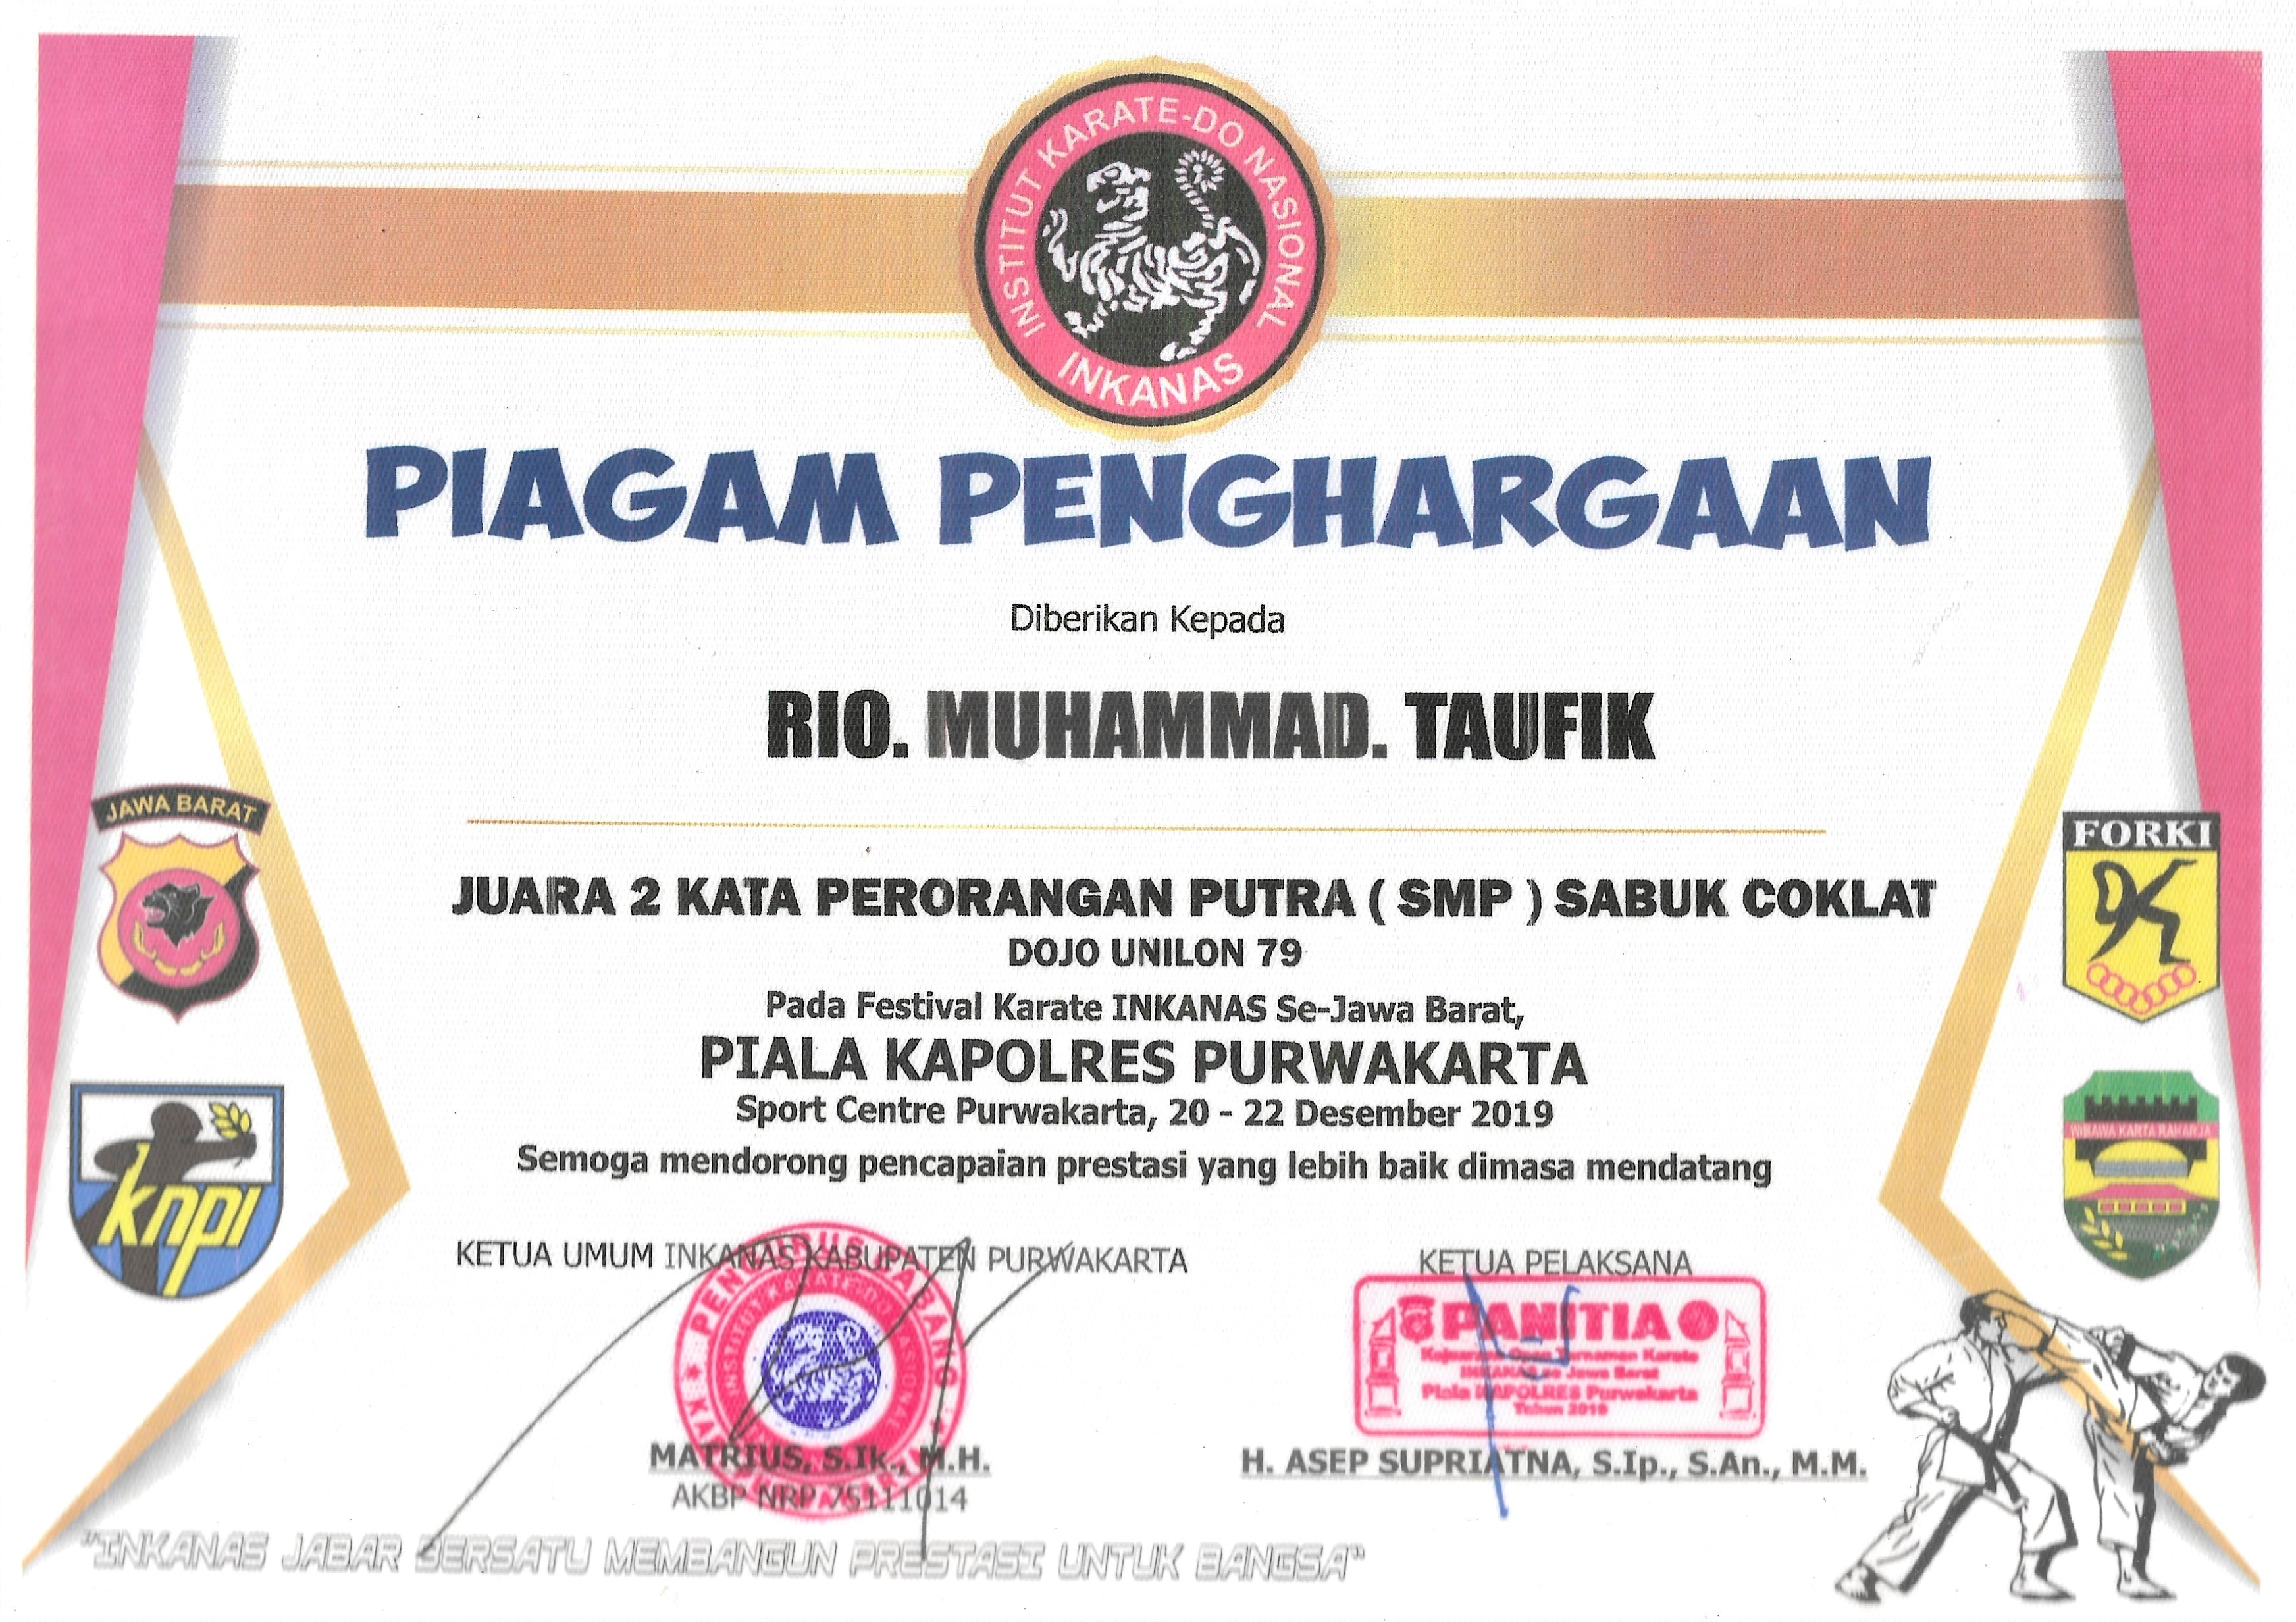 INSTITUT KARATE-DO NASIONAL
INKANAS
PIAGAM PENGHARGAAN
Diberikan Kepada
RIO. MUHAMMAD. TAUFIK
JAWA BARAT
FORKI
JUARA 2 KATA PERORANGAN PUTRA ( SMP ) SABUK COKLAT
DOJO UNILON 79
Pada Festival Karate INKANAS Se-Jawa Barat,
PIALA KAPOLRES PURWAKARTA
Sport Centre Purwakarta, 20 - 22 Desember 2019
WIBAWA KARTA RAHARJA
Semoga mendorong pencapaian prestasi yang lebih baik dimasa mendatang
knpi
KETUA UMUM INKANAS KABUPATEN PURWAKARTA
KETUA PELAKSANA
PENGURUS CABANG
INSTITUT KARATE-DO NASIONAL
PANITIA
Kejuaraan Open Turnamen Karate
INKANAS se Jawa Barat
Piala KAPOLRES Purwakarta
Tahun 2019
MATRIUS, S.Ik., M.H.
AKBP NRP 75111014
H. ASEP SUPRIATNA, S.Ip., S.An., M.M.
"INKANAS JABAR BERSATU MEMBANGUN PRESTASI UNTUK BANGSA"